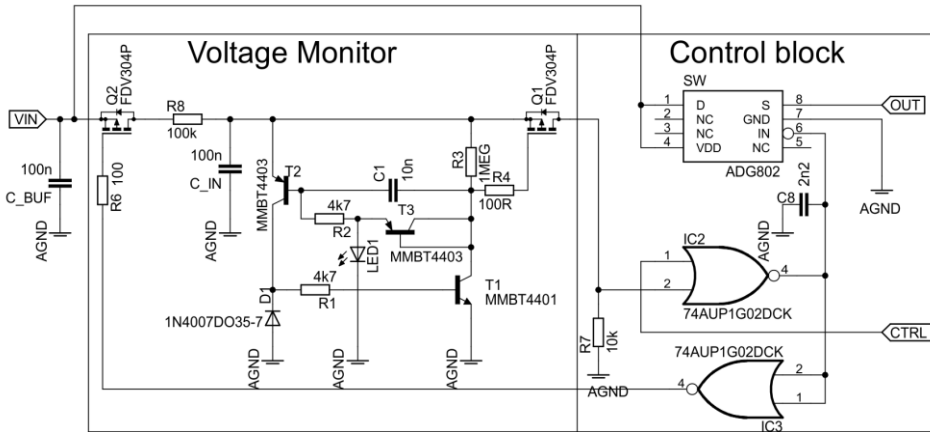 Voltage Monitor
Control block
VIN
100n
C_BUF
AGND
Q2
FDV304P
R6
100
R8
100k
100n
C_IN
AGND
MMBT4403
T2
C1
10n
R3
1MEG
R4
100R
Q1
FDV304P
4k7
R2
T3
MMBT4403
LED1
4k7
R1
T1
MMBT4401
D1
1N4007DO35-7
AGND
AGND
AGND
R7
10k
AGND
SW
1 D S 8
2 NC GND 7
3 NC IN 6
4 VDD NC 5
ADG802
OUT
AGND
C8
2n2
AGND
IC2
1
2
4
74AUP1G02DCK
CTRL
74AUP1G02DCK
4
2
1
IC3